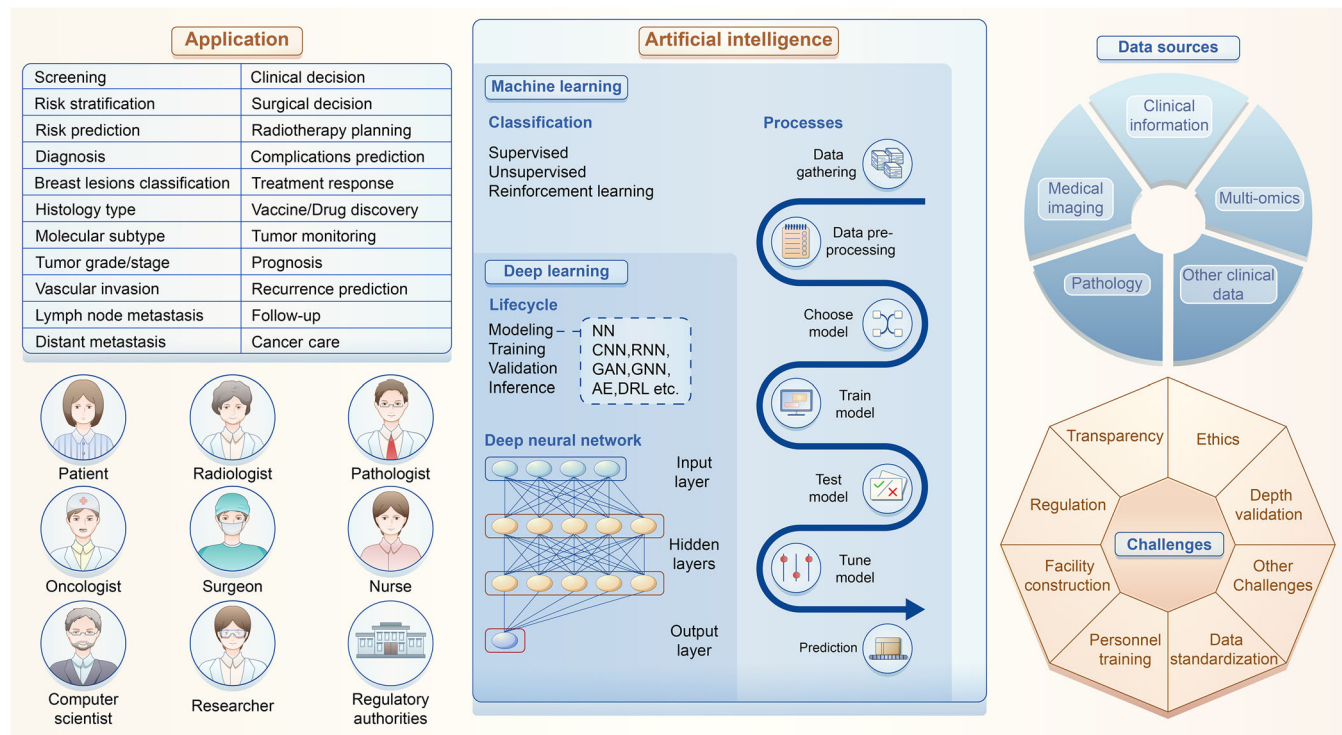 Application
Screening
Clinical decision
Risk stratification
Surgical decision
Risk prediction
Radiotherapy planning
Diagnosis
Complications prediction
Breast lesions classification
Treatment response
Histology type
Vaccine/Drug discovery
Molecular subtype
Tumor monitoring
Tumor grade/stage
Prognosis
Vascular invasion
Recurrence prediction
Lymph node metastasis
Follow-up
Distant metastasis
Cancer care
Patient
Radiologist
Pathologist
Oncologist
Surgeon
Nurse
Computer
scientist
Researcher
Regulatory
authorities
Artificial intelligence
Machine learning
Classification
Supervised
Unsupervised
Reinforcement learning
Deep learning
Lifecycle
Modeling
Training
Validation
Inference
NN
CNN,RNN,
GAN,GNN,
AE,DRL etc.
Deep neural network
Input
layer
Hidden
layers
Output
layer
Processes
Data
gathering
Data pre-
processing
Choose
model
Train
model
Test
model
Tune
model
Prediction
Data sources
Clinical
information
Medical
imaging
Multi-omics
Pathology
Other clinical
data
Challenges
Transparency
Ethics
Regulation
Depth
validation
Facility
construction
Other
Challenges
Personnel
training
Data
standardization